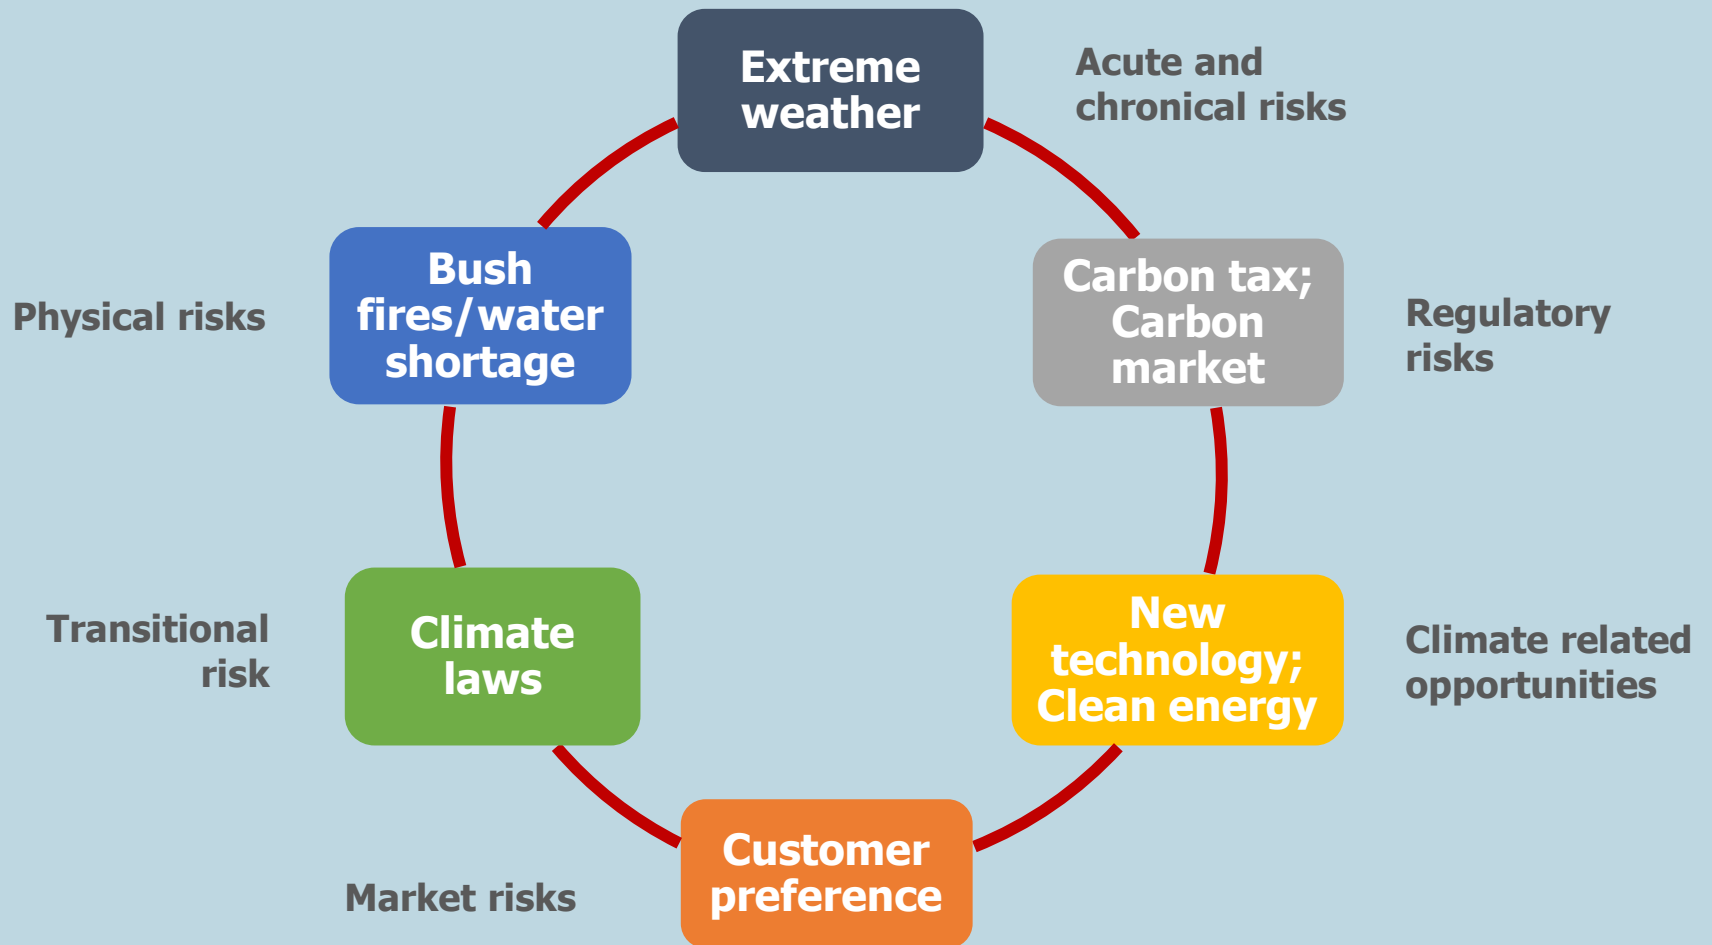 Extreme
weather
Acute and
chronical risks
Carbon tax;
Carbon
market
Regulatory
risks
New
technology;
Clean energy
Climate related
opportunities
Customer
preference
Market risks
Climate
laws
Transitional
risk
Bush
fires/water
shortage
Physical risks